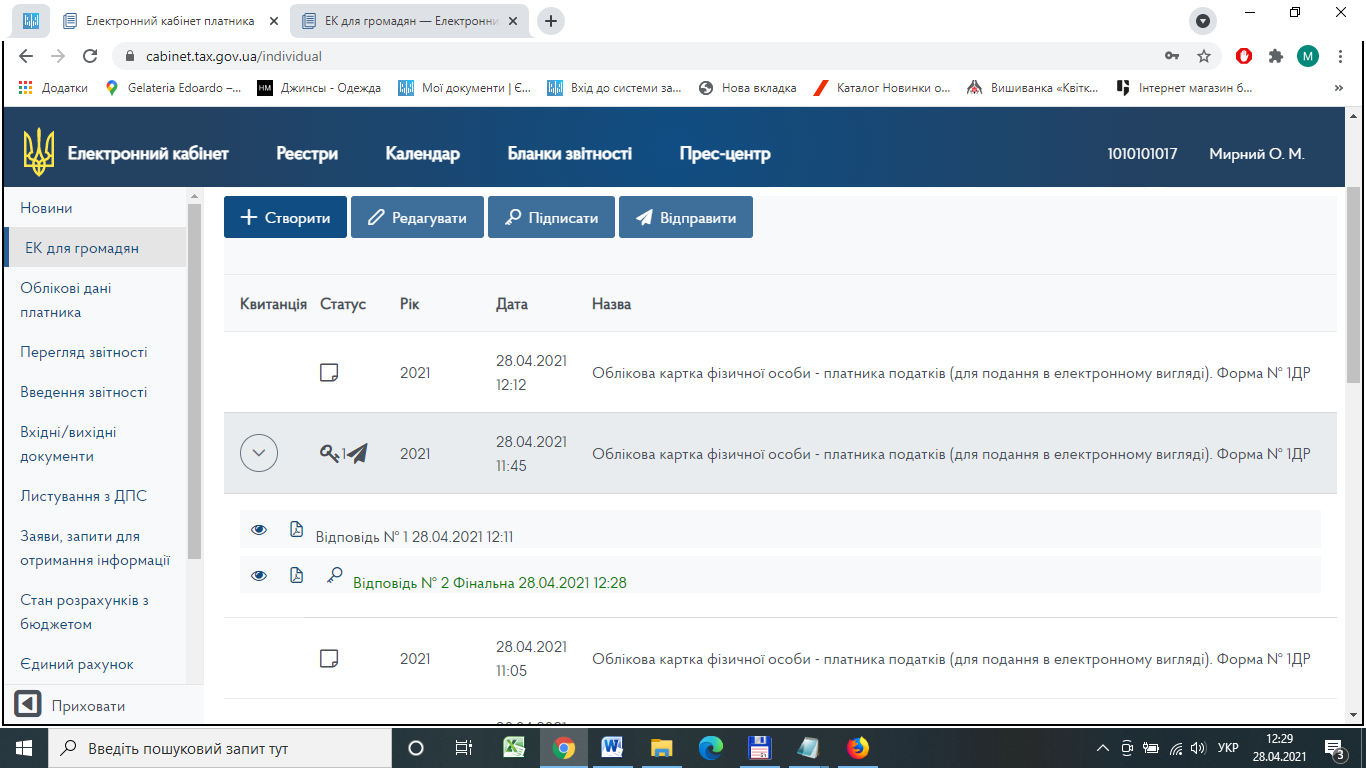 Електронний кабінет платника
ЕК для громадян — Електронни
cabinet.tax.gov.ua/individual
M
Додатки
Gelateria Edoardo –...
HM
Джинсы - Одежда
Мої документи | Є...
Вхід до системи за...
Нова вкладка
Каталог Новинки о...
Вишиванка «Квітк...
Інтернет магазин б...
»
Електронний кабінет
Реєстри
Календар
Бланки звітності
Прес-центр
1010101017
Мирний О. М.
Новини
ЕК для громадян
Облікові дані
платника
Перегляд звітності
Введення звітності
Вхідні/вихідні
документи
Листування з ДПС
Заяви, запити для
отримання інформації
Стан розрахунків з
бюджетом
Єдиний рахунок
Приховати
Створити
Редагувати
Підписати
Відправити
Квитанція Статус Рік Дата Назва
2021 28.04.2021
12:12
Облікова картка фізичної особи - платника податків (для подання в електронному вигляді). Форма № 1ДР
1 2021 28.04.2021
11:45
Облікова картка фізичної особи - платника податків (для подання в електронному вигляді). Форма № 1ДР
Відповідь № 1 28.04.2021 12:11
Відповідь № 2 Фінальна 28.04.2021 12:28
2021 28.04.2021
11:05
Облікова картка фізичної особи - платника податків (для подання в електронному вигляді). Форма № 1ДР
Введіть пошуковий запит тут
УКР
12:29
28.04.2021
3